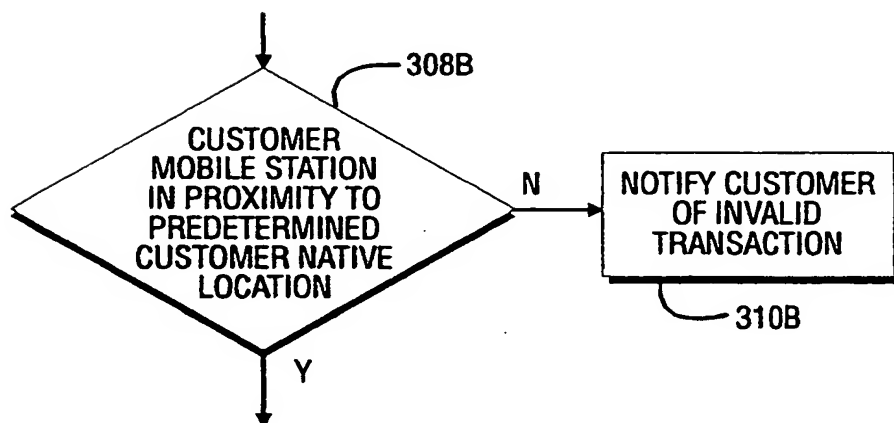 308B
CUSTOMER
MOBILE STATION
IN PROXIMITY TO
PREDETERMINED
CUSTOMER NATIVE
LOCATION
N
NOTIFY CUSTOMER
OF INVALID
TRANSACTION
310B
Y